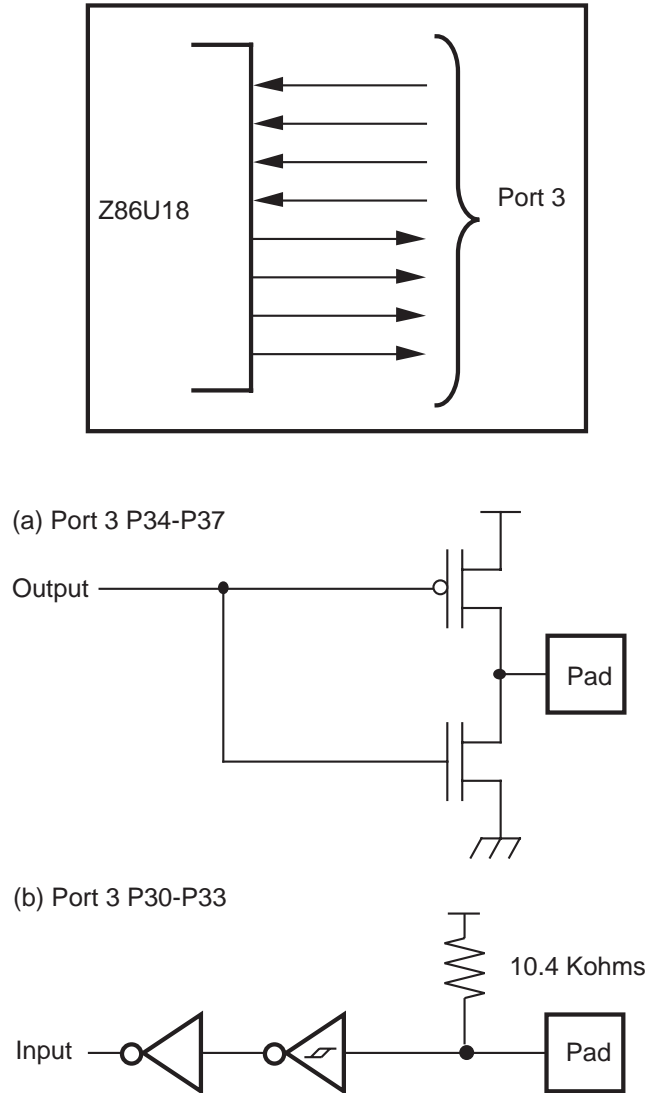 Z86U18
Port 3
(a) Port 3 P34-P37
Output
Pad
(b) Port 3 P30-P33
10.4 Kohms
Input
Pad